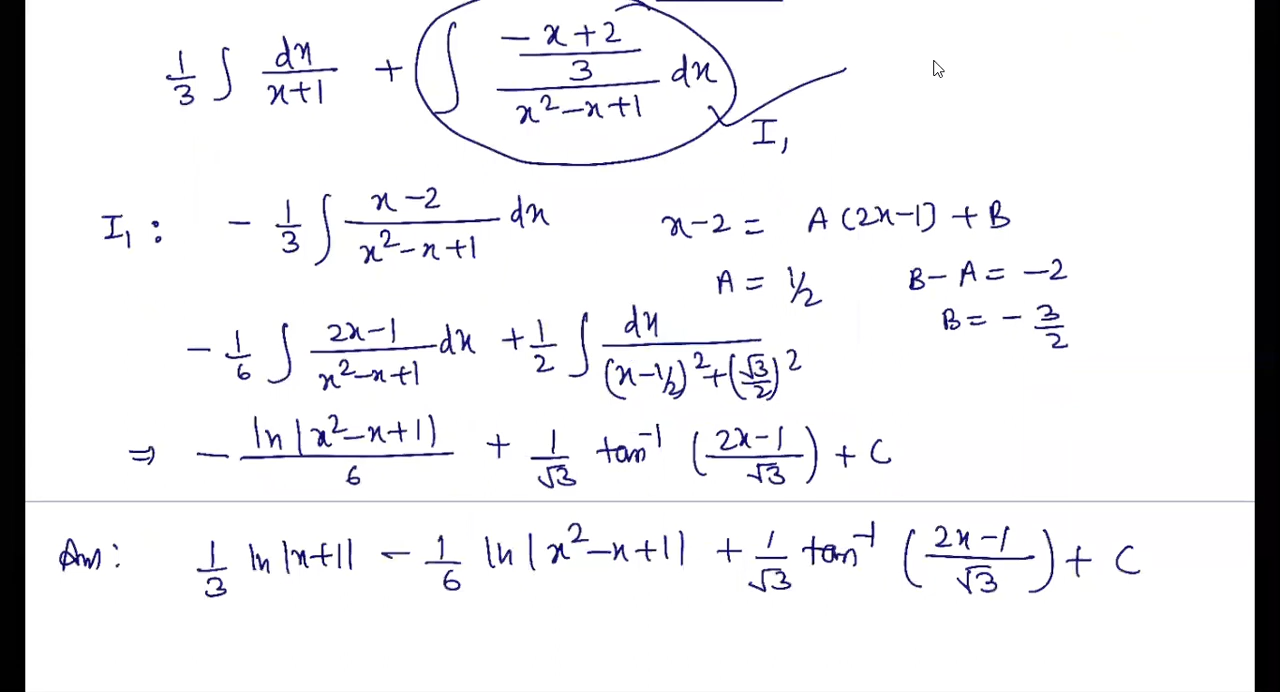 1/3 ∫ dx/(x+1) + ∫ ((-x+2)/3)/(x²-x+1) dx
I₁
I₁ : - 1/3 ∫ (x-2)/(x²-x+1) dx   x-2 = A(2x-1) + B
A = 1/2   B-A = -2
B = -3/2
- 1/6 ∫ (2x-1)/(x²-x+1) dx + 1/2 ∫ dx/((x-1/2)²+(√3/2)²)
⇒ - ln|x²-x+1)/6 + 1/√3 tan⁻¹ ((2x-1)/√3) + C
Ans : 1/3 ln|x+1| - 1/6 ln|x²-x+1| + 1/√3 tan⁻¹ ((2x-1)/√3) + C